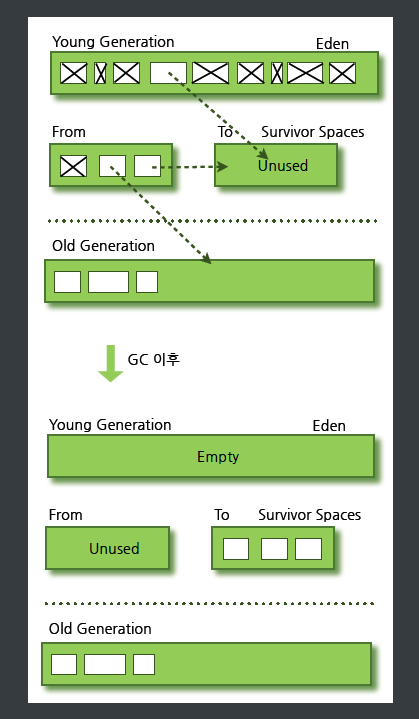 Young Generation Eden
From To Survivor Spaces
Unused
Old Generation
GC 이후
Young Generation Eden
Empty
From To Survivor Spaces
Unused
Old Generation